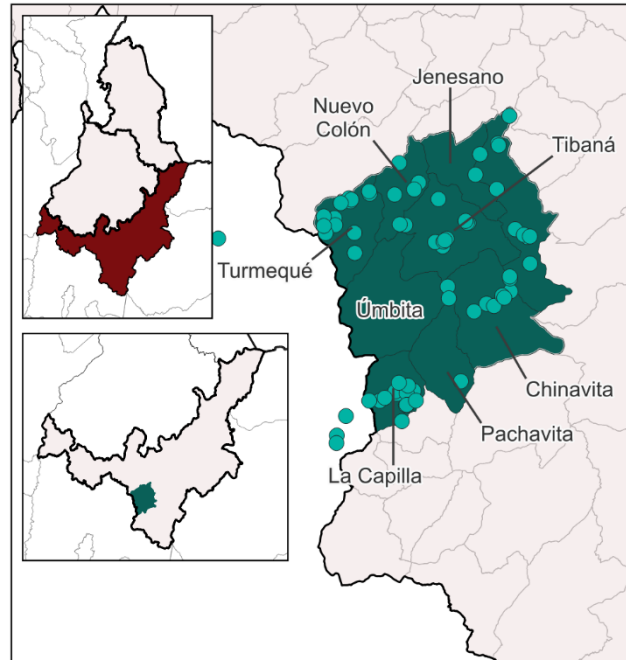 Jenesano
Nuevo
Colón
Tibaná
Turmequé
Úmbita
Chinavita
Pachavita
La Capilla